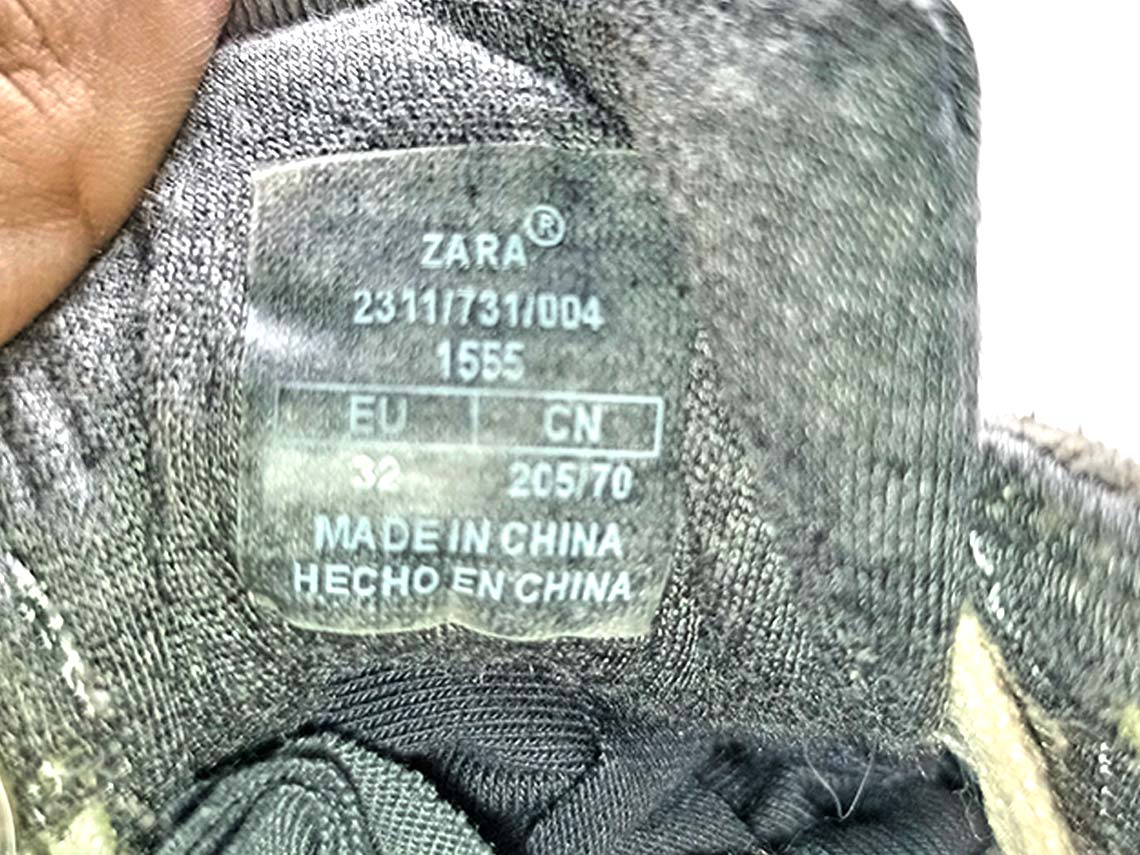 ZARA®
2311/731/004
1555
EU CN
32 205/70
MADE IN CHINA
HECHO EN CHINA